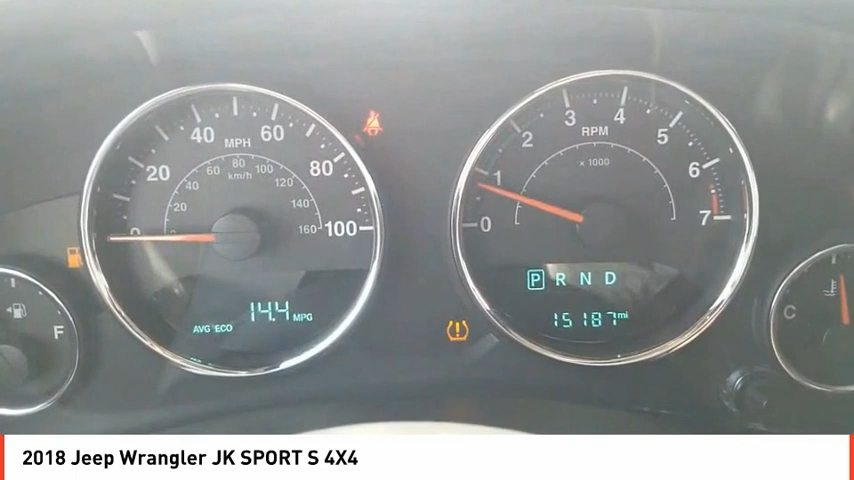 40 60
MPH
20 80
0 100
80
60 100
km/h
40 120
20 140
160
AVG ECO 14.4 MPG
F
3 4
2 5
RPM
x 1000
1 6
0 7
P R N D
15187 mi
C
2018 Jeep Wrangler JK SPORT S 4X4